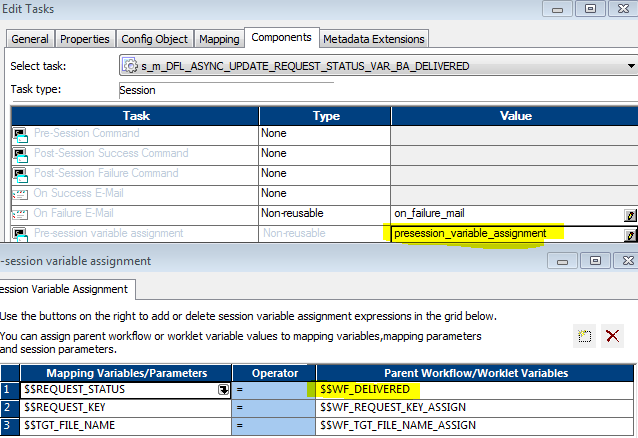 Edit Tasks
General Properties Config Object Mapping Components Metadata Extensions
Select task: s_m_DFL_ASYNC_UPDATE_REQUEST_STATUS_VAR_BA_DELIVERED
Task type: Session
Task Type Value
Pre-Session Command None
Post-Session Success Command None
Post-Session Failure Command None
On Success E-Mail None
On Failure E-Mail Non-reusable on_failure_mail
Pre-session variable assignment Non-reusable presession_variable_assignment
-session variable assignment
ession Variable Assignment
Use the buttons on the right to add or delete session variable assignment expressions in the grid below.
You can assign parent workflow or worklet variable values to mapping variables,mapping parameters
and session parameters.
Mapping Variables/Parameters Operator Parent Workflow/Worklet Variables
1 $$REQUEST_STATUS = $$WF_DELIVERED
2 $$REQUEST_KEY = $$WF_REQUEST_KEY_ASSIGN
3 $$TGT_FILE_NAME = $$WF_TGT_FILE_NAME_ASSIGN